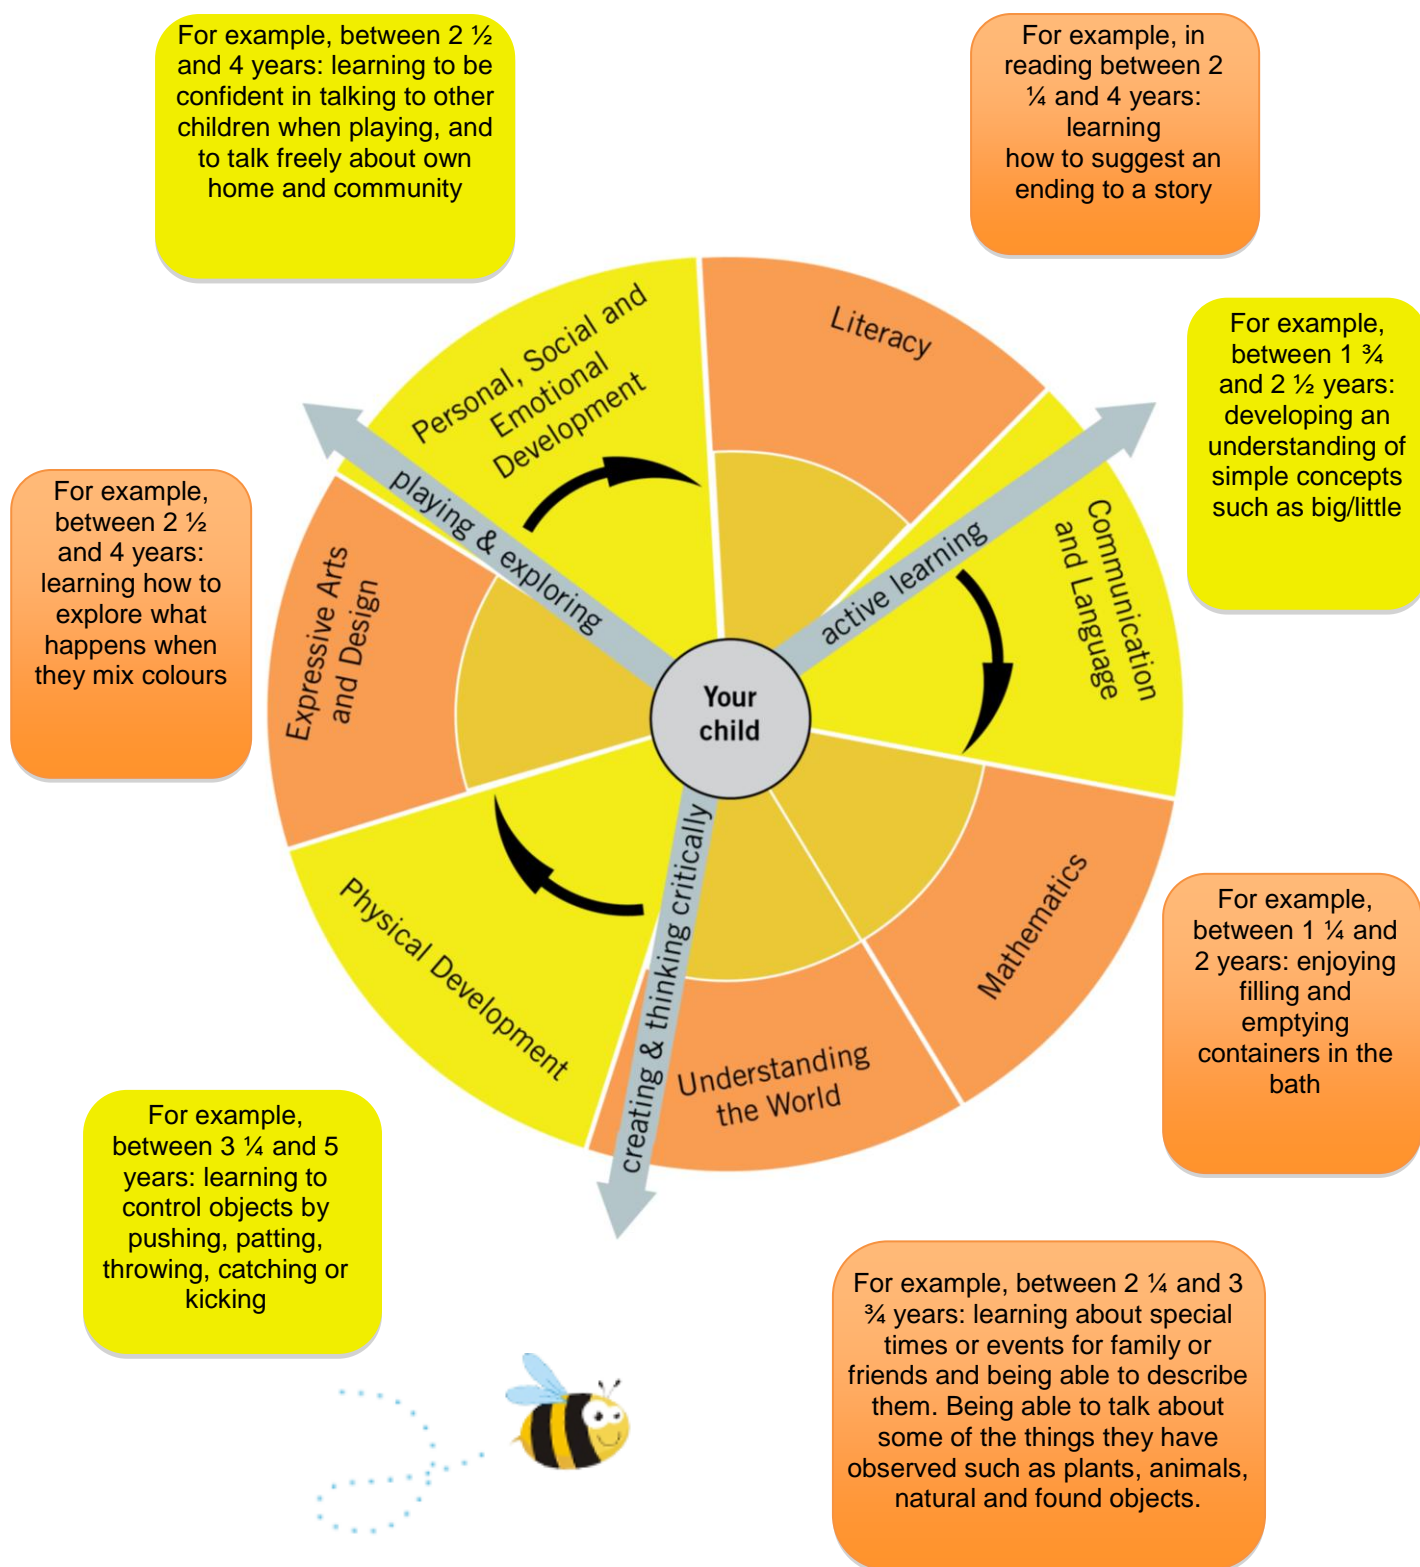 For example, between 2 ½
and 4 years: learning to be
confident in talking to other
children when playing, and
to talk freely about own
home and community
For example, in
reading between 2
¼ and 4 years:
learning
how to suggest an
ending to a story
For example,
between 1 ¾
and 2 ½ years:
developing an
understanding of
simple concepts
such as big/little
For example,
between 2 ½
and 4 years:
learning how to
explore what
happens when
they mix colours
Personal, Social and
Emotional
Development
Literacy
Communication
and Language
Mathematics
Understanding
the World
Physical Development
Expressive Arts
and Design
playing & exploring
active learning
creating & thinking critically
Your
child
For example,
between 1 ¼ and
2 years: enjoying
filling and
emptying
containers in the
bath
For example,
between 3 ¼ and 5
years: learning to
control objects by
pushing, patting,
throwing, catching or
kicking
For example, between 2 ¼ and 3
¾ years: learning about special
times or events for family or
friends and being able to describe
them. Being able to talk about
some of the things they have
observed such as plants, animals,
natural and found objects.